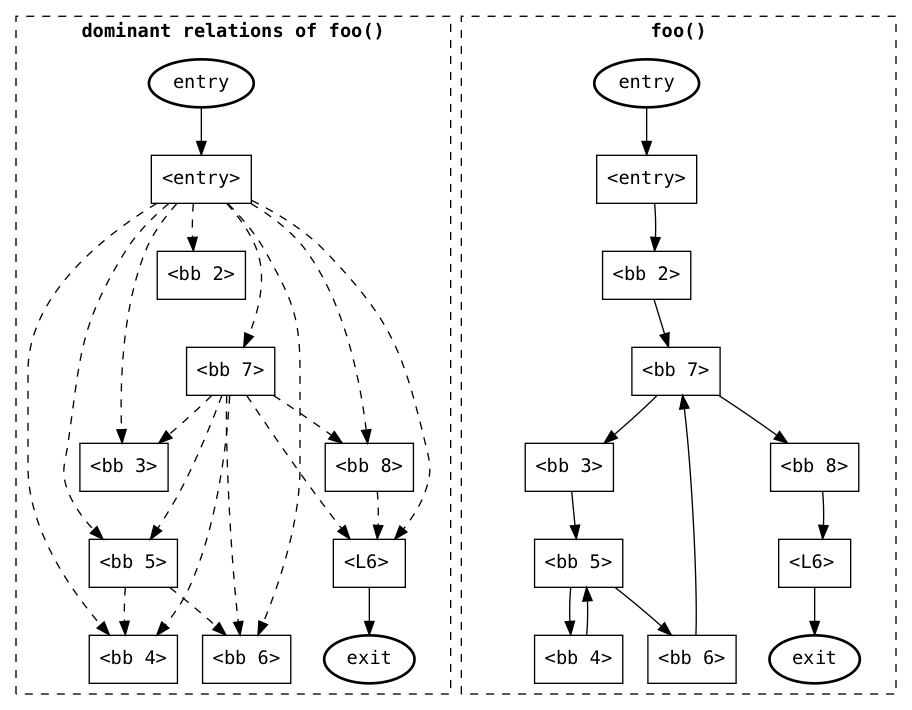 dominant relations of foo()
entry
<entry>
<bb 2>
<bb 7>
<bb 3>
<bb 8>
<bb 5>
<L6>
<bb 4>
<bb 6>
exit
foo()
entry
<entry>
<bb 2>
<bb 7>
<bb 3>
<bb 8>
<bb 5>
<L6>
<bb 4>
<bb 6>
exit